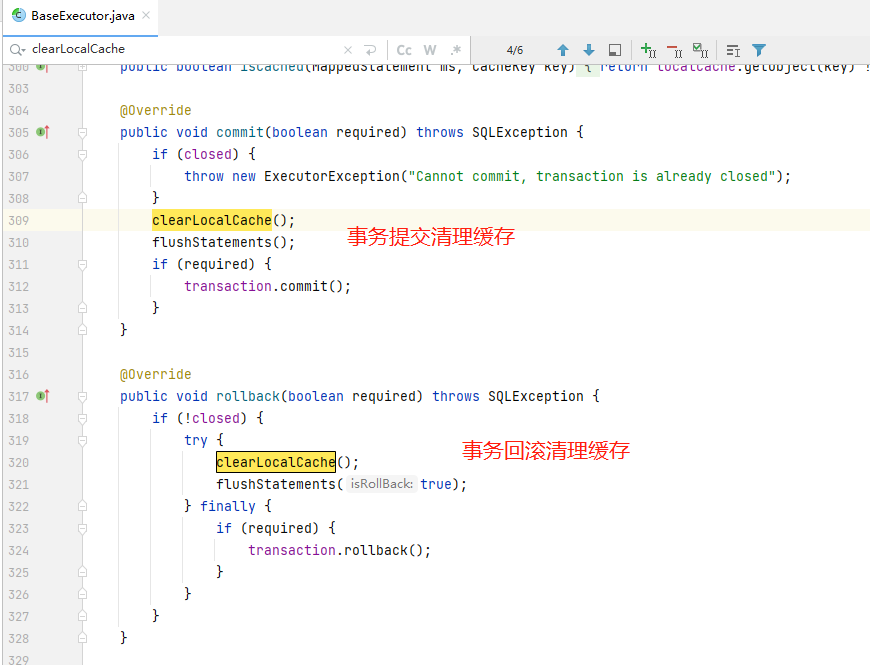 BaseExecutor.java
clearLocalCache
Cc W .*
4/6
300 public boolean isCached(MappedStatement ms, CacheKey key) { return localCache.getObject(key) !
303
304 @Override
305 public void commit(boolean required) throws SQLException {
306 if (closed) {
307 throw new ExecutorException("Cannot commit, transaction is already closed");
308 }
309 clearLocalCache();
310 flushStatements();
事务提交清理缓存
311 if (required) {
312 transaction.commit();
313 }
314 }
315
316 @Override
317 public void rollback(boolean required) throws SQLException {
318 if (!closed) {
319 try {
事务回滚清理缓存
320 clearLocalCache();
321 flushStatements( isRollBack: true);
322 } finally {
323 if (required) {
324 transaction.rollback();
325 }
326 }
327 }
328 }
329